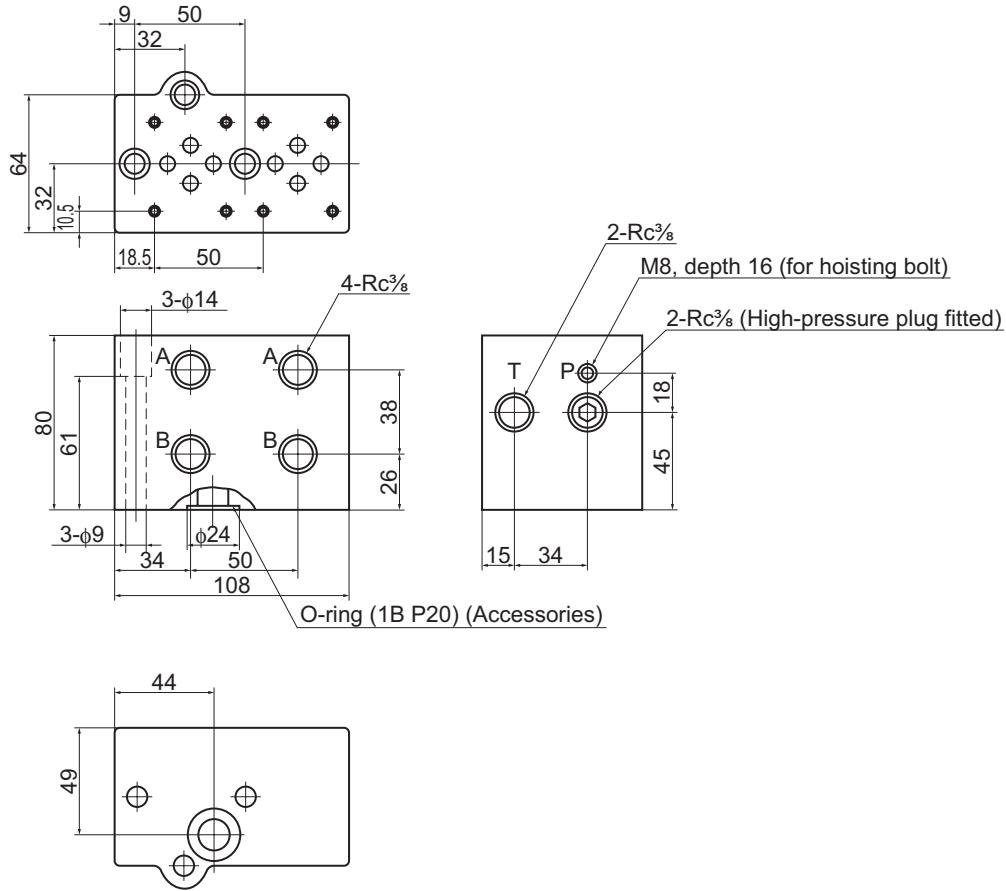 9
50
32
64
32
10.5
18.5
50
2-Rc⅜
M8, depth 16 (for hoisting bolt)
4-Rc⅜
3-ϕ14
2-Rc⅜ (High-pressure plug fitted)
A
A
T
P
18
38
80
61
B
B
45
26
3-ϕ9
ϕ24
34
50
15
34
108
O-ring (1B P20) (Accessories)
44
49